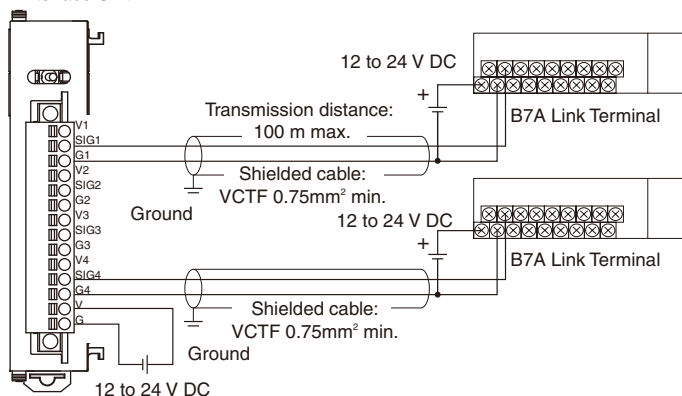 12 to 24 V DC
+
B7A Link Terminal
Transmission distance:
100 m max.
V1
SIG1
G1
V2
SIG2
G2
V3
SIG3
G3
V4
SIG4
G4
V
G
Shielded cable:
VCTF 0.75mm² min.
Ground
12 to 24 V DC
+
B7A Link Terminal
Shielded cable:
VCTF 0.75mm² min.
Ground
12 to 24 V DC